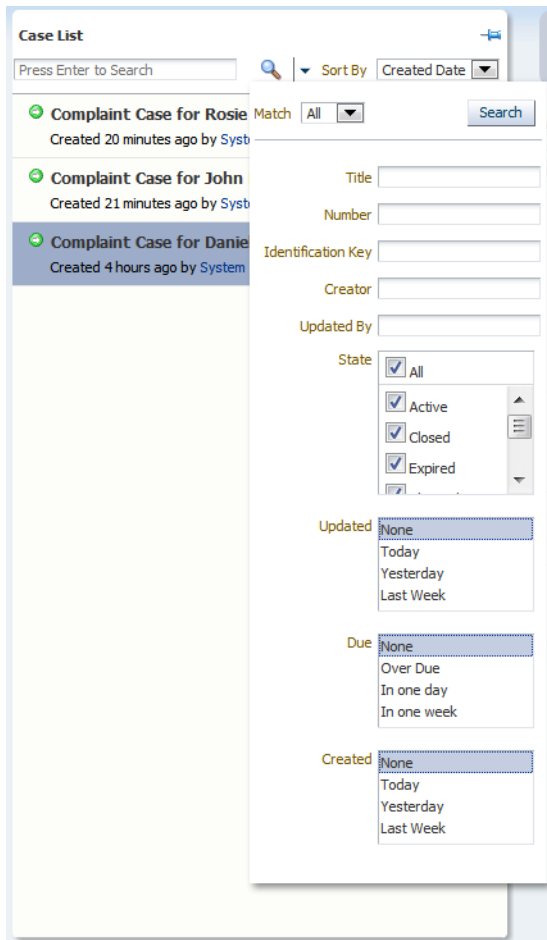 Case List
Press Enter to Search
Sort By Created Date
Complaint Case for Rosie
Created 20 minutes ago by
Complaint Case for John
Created 21 minutes ago by
Complaint Case for
Created 4 hours ago by System
Match All
Search
Title
Number
Identification Key
Creator
Updated By
State
All
Active
Closed
Expired
Updated
None
Today
Yesterday
Last Week
Due
None
Over Due
In one day
In one week
Created
None
Today
Yesterday
Last Week